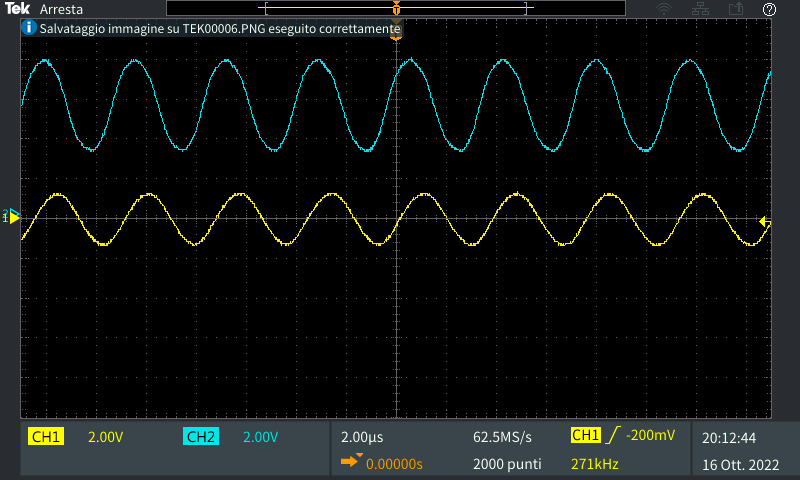 Tek Arresta
Salvataggio immagine su TEK00006.PNG eseguito correttamente
CH1 2.00V CH2 2.00V 2.00µs 62.5MS/s CH1 -200mV 20:12:44
0.00000s 2000 punti 271kHz 16 Ott. 2022